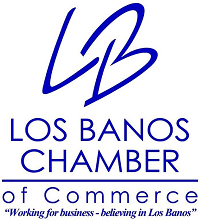 LB
LOS BANOS
CHAMBER
of Commerce
“Working for business - believing in Los Banos”